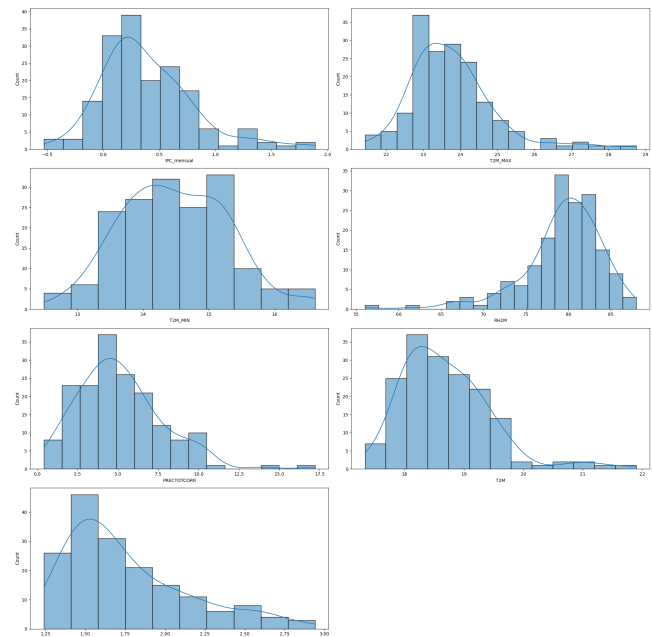 40
35
30
25
20
15
10
5
0
Count
−0.5 0.0 0.5 1.0 1.5 2.0
IPC_mensual
35
30
25
20
15
10
5
0
Count
22 23 24 25 26 27 28 29
T2M_MAX
30
25
20
15
10
5
0
Count
13 14 15 16
T2M_MIN
35
30
25
20
15
10
5
0
Count
55 60 65 70 75 80 85
RH2M
35
30
25
20
15
10
5
0
Count
0.0 2.5 5.0 7.5 10.0 12.5 15.0 17.5
PRECTOTCORR
35
30
25
20
15
10
5
0
Count
18 19 20 21 22
T2M
40
30
20
10
0
Count
1.25 1.50 1.75 2.00 2.25 2.50 2.75 3.00